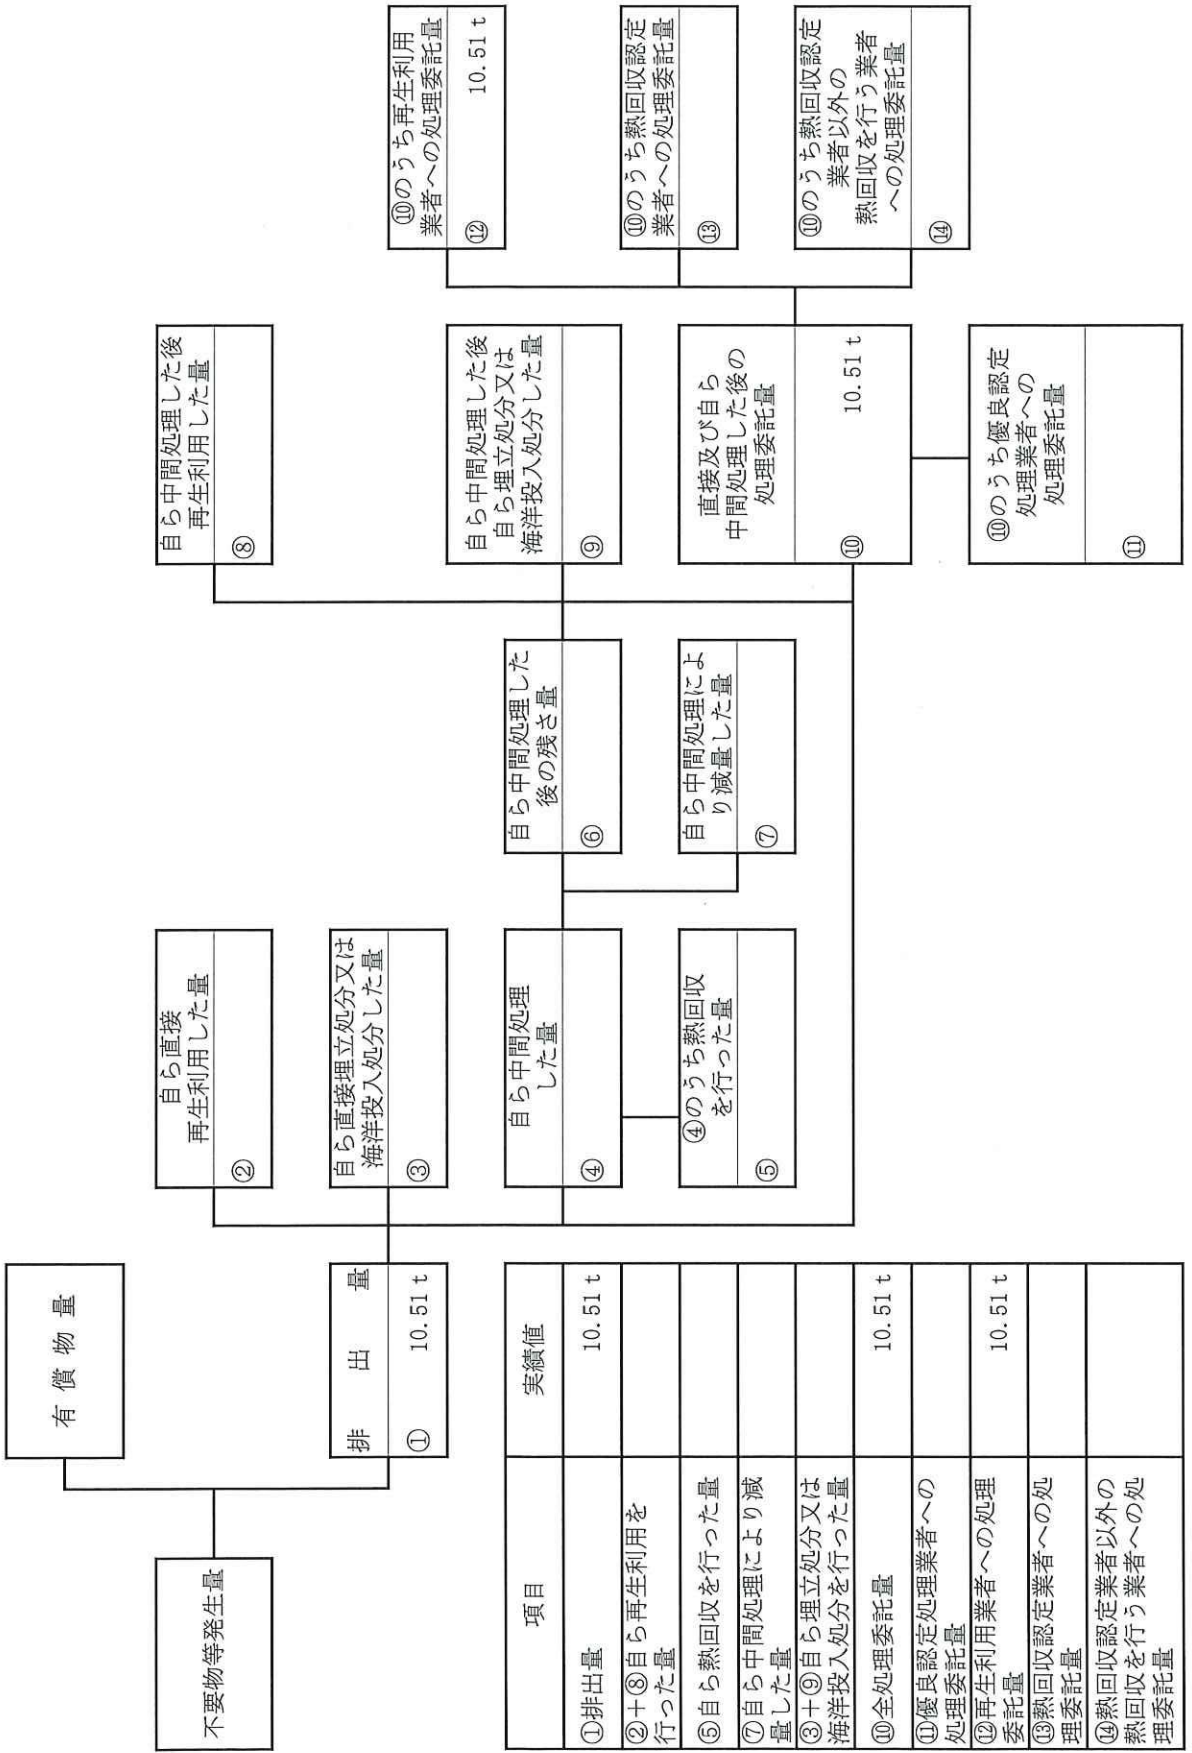 不要物等発生量
有償物量
排出量
① 10.51 t
自ら直接
再生利用した量
②
自ら直接埋立処分又は
海洋投入処分した量
③
自ら中間処理
した量
④
④のうち熱回収
を行った量
⑤
自ら中間処理した
後の残さ量
⑥
自ら中間処理によ
り減量した量
⑦
自ら中間処理した後
再生利用した量
⑧
自ら中間処理した後
自ら埋立処分又は
海洋投入処分した量
⑨
直接及び自ら
中間処理した後の
処理委託量
⑩ 10.51 t
⑩のうち優良認定
処理業者への
処理委託量
⑪
⑩のうち再生利用
業者への処理委託量
⑫ 10.51 t
⑩のうち熱回収認定
業者への処理委託量
⑬
⑩のうち熱回収認定
業者以外の
熱回収を行う業者
への処理委託量
⑭
項目 実績値
①排出量 10.51 t
②+⑧自ら再生利用を
行った量
⑤自ら熱回収を行った量
⑦自ら中間処理により減
量した量
③+⑨自ら埋立処分又は
海洋投入処分を行った量
⑩全処理委託量 10.51 t
⑪優良認定処理業者への
処理委託量
⑫再生利用業者への処理
委託量 10.51 t
⑬熱回収認定業者への処
理委託量
⑭熱回収認定業者以外の
熱回収を行う業者への処
理委託量